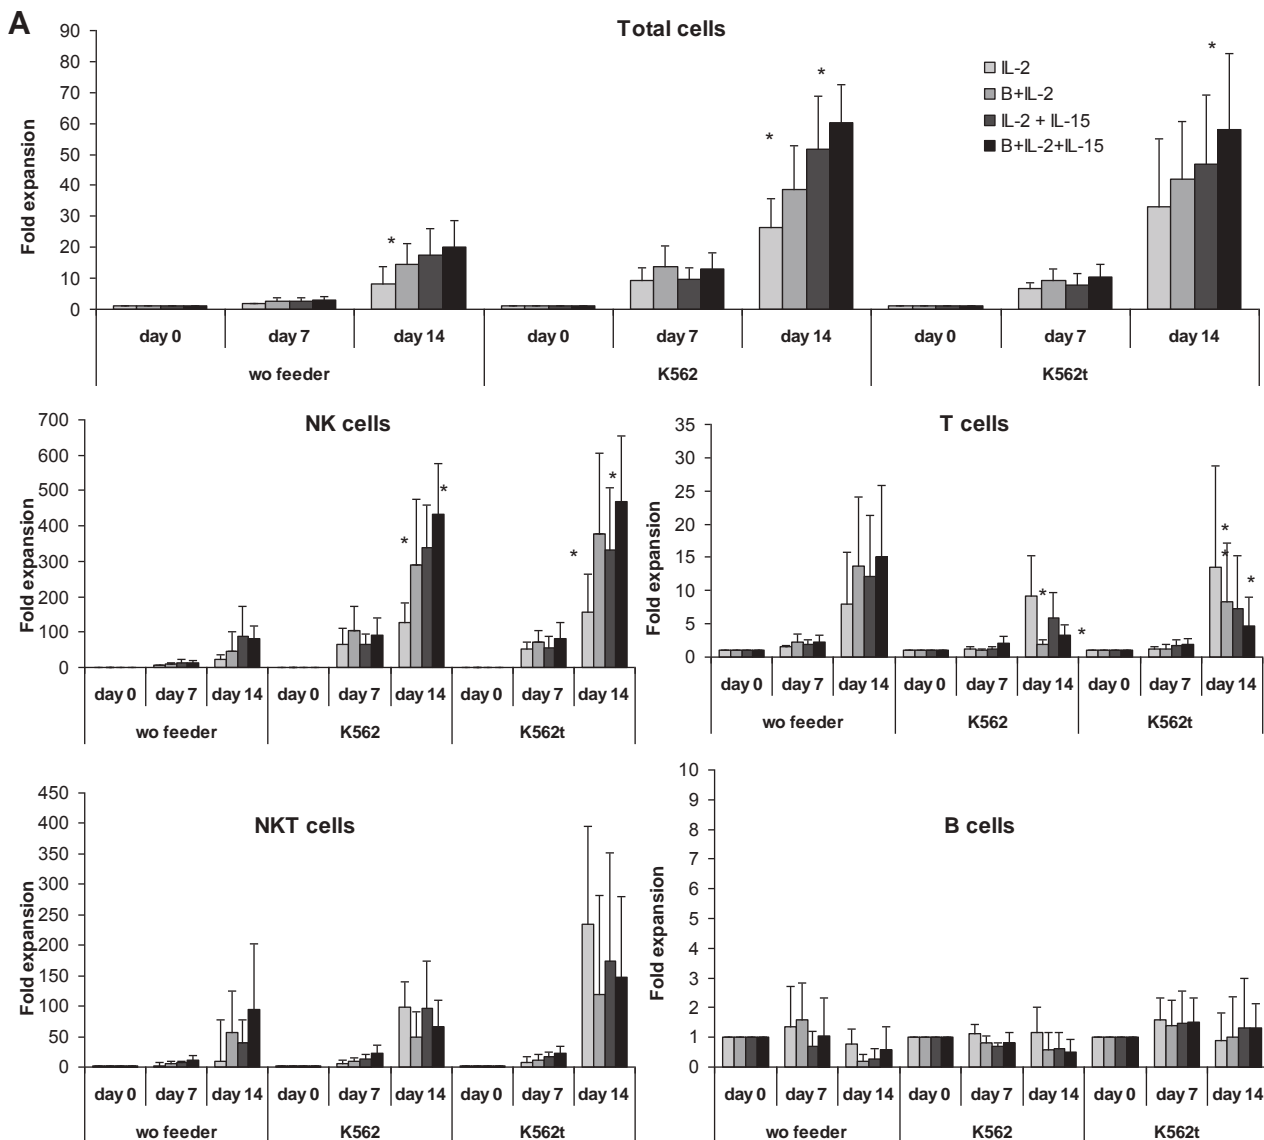 A
Total cells
Fold expansion
90
80
70
60
50
40
30
20
10
0
IL-2
B+IL-2
IL-2 + IL-15
B+IL-2+IL-15
*
*
*
*
day 0 day 7 day 14 day 0 day 7 day 14 day 0 day 7 day 14
wo feeder K562 K562t
NK cells
Fold expansion
700
600
500
400
300
200
100
0
*
*
*
*
day 0 day 7 day 14 day 0 day 7 day 14 day 0 day 7 day 14
wo feeder K562 K562t
T cells
Fold expansion
35
30
25
20
15
10
5
0
*
*
*
*
*
day 0 day 7 day 14 day 0 day 7 day 14 day 0 day 7 day 14
wo feeder K562 K562t
NKT cells
Fold expansion
450
400
350
300
250
200
150
100
50
0
day 0 day 7 day 14 day 0 day 7 day 14 day 0 day 7 day 14
wo feeder K562 K562t
B cells
Fold expansion
10
9
8
7
6
5
4
3
2
1
0
day 0 day 7 day 14 day 0 day 7 day 14 day 0 day 7 day 14
wo feeder K562 K562t